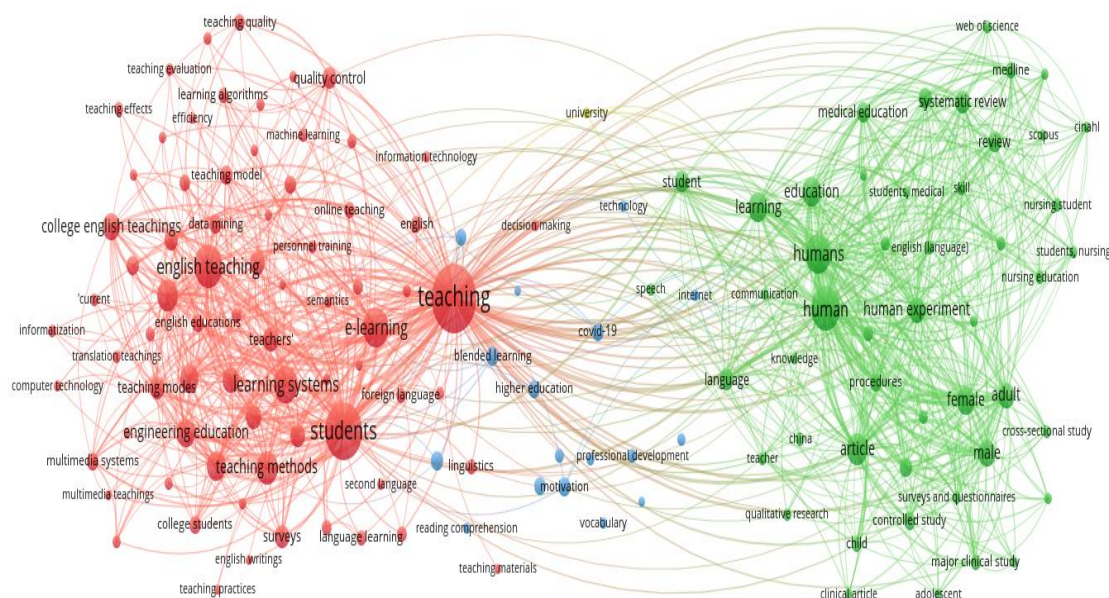 teaching quality
web of science
teaching evaluation
quality control
medline
learning algorithms
teaching effects
efficiency
university
medical education
systematic review
machine learning
scopus
cinahl
review
information technology
teaching model
student
education
students, medical
skill
online teaching
learning
technology
nursing student
college english teachings
data mining
english
decision making
personnel training
humans
english (language)
students, nursing
english teaching
nursing education
semantics
teaching
speech
internet
communication
'current
human
human experiment
english educations
informatization
teachers'
e-learning
covid-19
translation teachings
blended learning
knowledge
computer technology
teaching modes
learning systems
foreign language
higher education
language
procedures
female
adult
engineering education
students
cross-sectional study
china
article
male
multimedia systems
teaching methods
linguistics
professional development
teacher
multimedia teachings
second language
motivation
surveys and questionnaires
qualitative research
college students
reading comprehension
vocabulary
controlled study
surveys
language learning
child
english writings
teaching materials
major clinical study
teaching practices
clinical article
adolescent